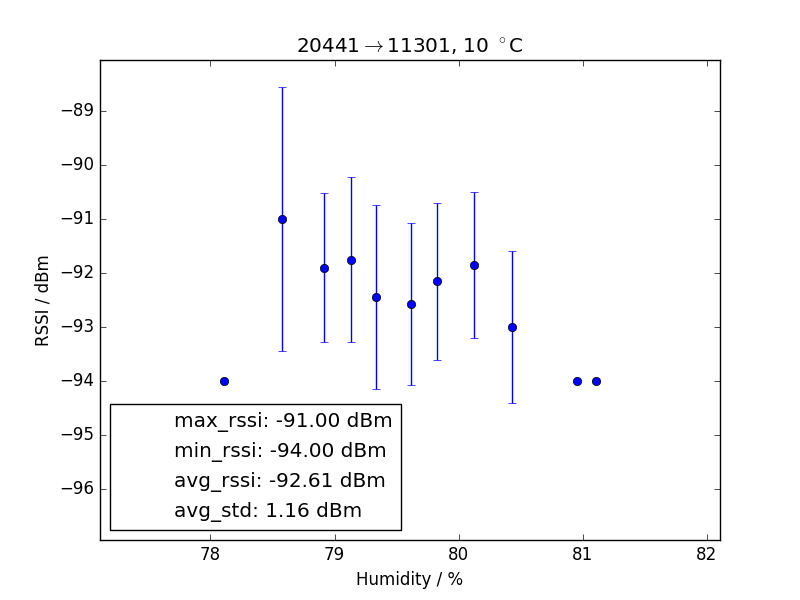 20441→11301, 10 °C
−89
−90
−91
−92
−93
−94
−95
−96
RSSI / dBm
max_rssi: -91.00 dBm
min_rssi: -94.00 dBm
avg_rssi: -92.61 dBm
avg_std: 1.16 dBm
78 79 80 81 82
Humidity / %